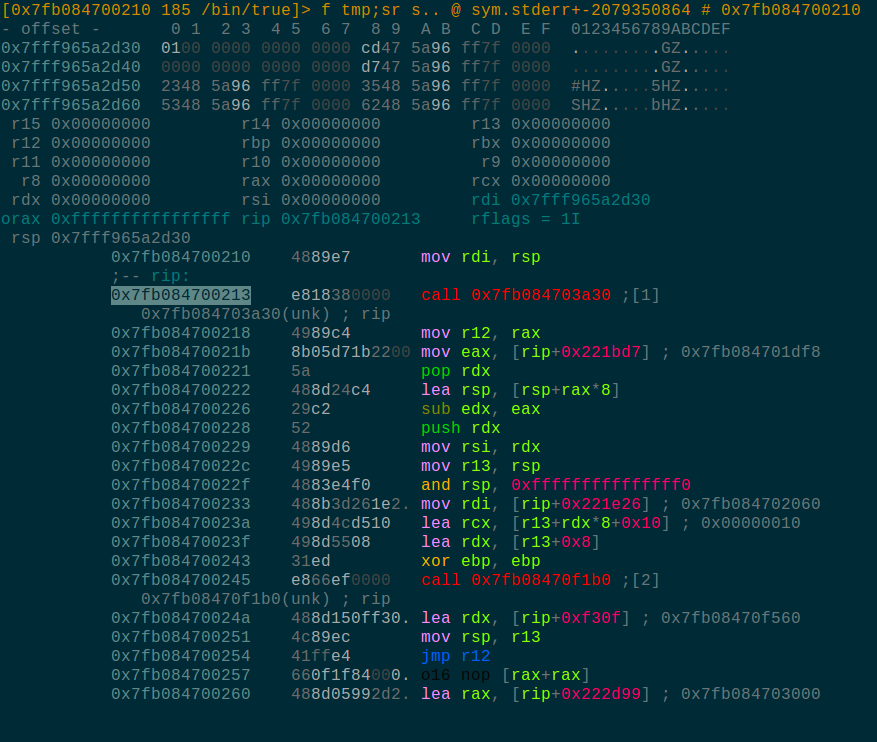 [0x7fb084700210 185 /bin/true]> f tmp;sr s.. @ sym.stderr+-2079350864 # 0x7fb084700210
- offset -       0 1  2 3  4 5  6 7  8 9  A B  C D  E F  0123456789ABCDEF
0x7fff965a2d30  0100 0000 0000 0000 cd47 5a96 ff7f 0000  .........GZ.....
0x7fff965a2d40  0000 0000 0000 0000 d747 5a96 ff7f 0000  .........GZ.....
0x7fff965a2d50  2348 5a96 ff7f 0000 3548 5a96 ff7f 0000  #HZ.....5HZ.....
0x7fff965a2d60  5348 5a96 ff7f 0000 6248 5a96 ff7f 0000  SHZ.....bHZ.....
 r15 0x00000000         r14 0x00000000         r13 0x00000000
 r12 0x00000000         rbp 0x00000000         rbx 0x00000000
 r11 0x00000000         r10 0x00000000          r9 0x00000000
  r8 0x00000000         rax 0x00000000         rcx 0x00000000
 rdx 0x00000000         rsi 0x00000000         rdi 0x7fff965a2d30
orax 0xffffffffffffffff rip 0x7fb084700213     rflags = 1I
 rsp 0x7fff965a2d30
           0x7fb084700210    4889e7       mov rdi, rsp
           ;-- rip:
           0x7fb084700213    e818380000   call 0x7fb084703a30 ;[1]
              0x7fb084703a30(unk) ; rip
           0x7fb084700218    4989c4       mov r12, rax
           0x7fb08470021b    8b05d71b2200 mov eax, [rip+0x221bd7] ; 0x7fb084701df8
           0x7fb084700221    5a           pop rdx
           0x7fb084700222    488d24c4     lea rsp, [rsp+rax*8]
           0x7fb084700226    29c2         sub edx, eax
           0x7fb084700228    52           push rdx
           0x7fb084700229    4889d6       mov rsi, rdx
           0x7fb08470022c    4989e5       mov r13, rsp
           0x7fb08470022f    4883e4f0     and rsp, 0xfffffffffffffff0
           0x7fb084700233    488b3d261e2. mov rdi, [rip+0x221e26] ; 0x7fb084702060
           0x7fb08470023a    498d4cd510   lea rcx, [r13+rdx*8+0x10] ; 0x00000010
           0x7fb08470023f    498d5508     lea rdx, [r13+0x8]
           0x7fb084700243    31ed         xor ebp, ebp
           0x7fb084700245    e866ef0000   call 0x7fb08470f1b0 ;[2]
              0x7fb08470f1b0(unk) ; rip
           0x7fb08470024a    488d150ff30. lea rdx, [rip+0xf30f] ; 0x7fb08470f560
           0x7fb084700251    4c89ec       mov rsp, r13
           0x7fb084700254    41ffe4       jmp r12
           0x7fb084700257    660f1f84000. o16 nop [rax+rax]
           0x7fb084700260    488d05992d2. lea rax, [rip+0x222d99] ; 0x7fb084703000